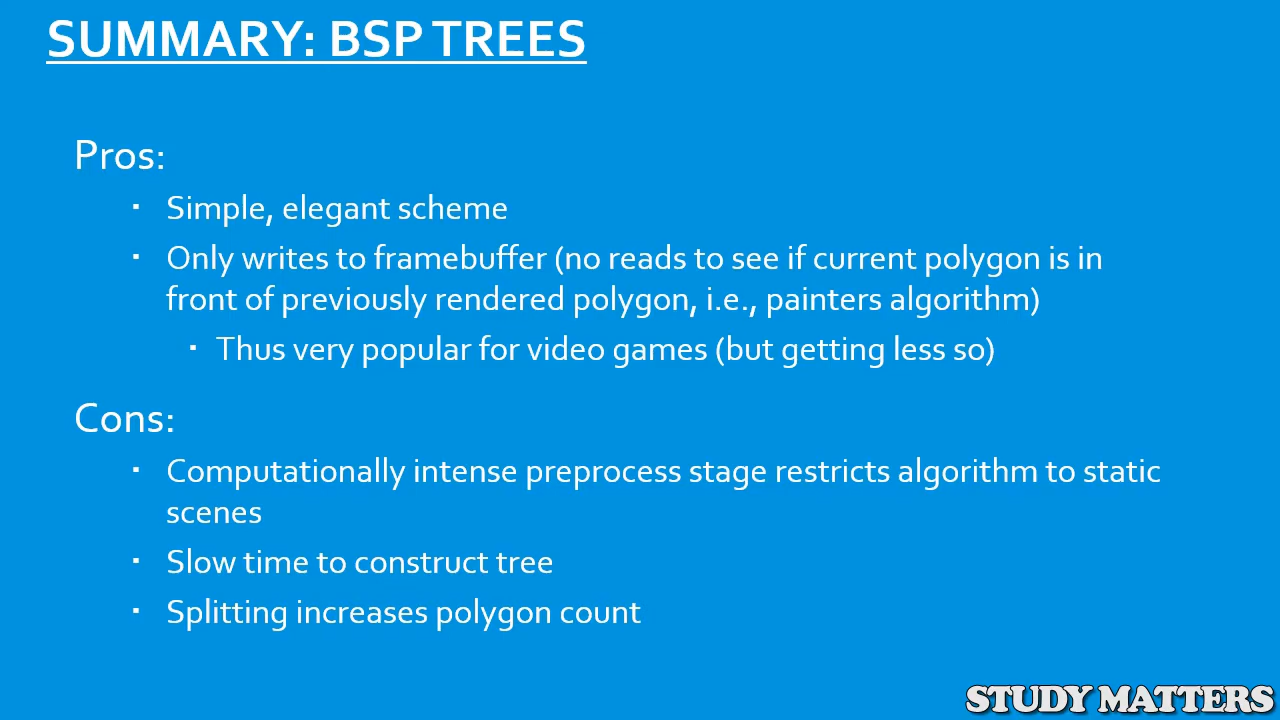 SUMMARY: BSP TREES
Pros:
▪ Simple, elegant scheme
▪ Only writes to framebuffer (no reads to see if current polygon is in
front of previously rendered polygon, i.e., painters algorithm)
▪ Thus very popular for video games (but getting less so)
Cons:
▪ Computationally intense preprocess stage restricts algorithm to static
scenes
▪ Slow time to construct tree
▪ Splitting increases polygon count
STUDY MATTERS